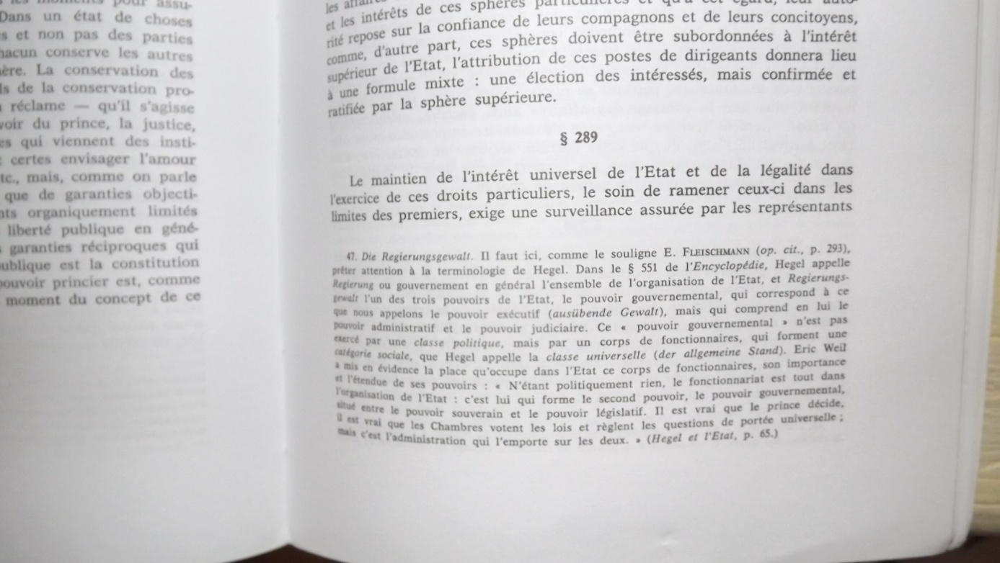 les moments pour assu-
Dans un état de choses
et non pas des parties
chacun conserve les autres
La conservation des
de la conservation pro-
réclame — qu'il s'agisse
du prince, la justice,
qui viennent des insti-
certes envisager l'amour
etc., mais, comme on parle
que de garanties objecti-
organiquement limités
liberté publique en géné-
garanties réciproques qui
publique est la constitution
pouvoir princier est, comme
moment du concept de ce
les
et les intérêts de ces sphères particulières et qu'à cet égard, leur auto-
rité repose sur la confiance de leurs compagnons et de leurs concitoyens,
comme, d'autre part, ces sphères doivent être subordonnées à l'intérêt
supérieur de l'Etat, l'attribution de ces postes de dirigeants donnera lieu
à une formule mixte : une élection des intéressés, mais confirmée et
ratifiée par la sphère supérieure.
§ 289
Le maintien de l'intérêt universel de l'Etat et de la légalité dans
l'exercice de ces droits particuliers, le soin de ramener ceux-ci dans les
limites des premiers, exige une surveillance assurée par les représentants
47. Die Regierungsgewalt. Il faut ici, comme le souligne E. FLEISCHMANN (op. cit., p. 293),
prêter attention à la terminologie de Hegel. Dans le § 551 de l'Encyclopédie, Hegel appelle
Regierung ou gouvernement en général l'ensemble de l'organisation de l'Etat, et Regierungs-
gewalt l'un des trois pouvoirs de l'Etat, le pouvoir gouvernemental, qui correspond à ce
que nous appelons le pouvoir exécutif (ausübende Gewalt), mais qui comprend en lui le
pouvoir administratif et le pouvoir judiciaire. Ce « pouvoir gouvernemental » n'est pas
exercé par une classe politique, mais par un corps de fonctionnaires, qui forment une
catégorie sociale, que Hegel appelle la classe universelle (der allgemeine Stand). Eric Weil
a mis en évidence la place qu'occupe dans l'Etat ce corps de fonctionnaires, son importance
et l'étendue de ses pouvoirs : « N'étant politiquement rien, le fonctionnariat est tout dans
l'organisation de l'Etat : c'est lui qui forme le second pouvoir, le pouvoir gouvernemental,
situé entre le pouvoir souverain et le pouvoir législatif. Il est vrai que le prince décide,
il est vrai que les Chambres votent les lois et règlent les questions de portée universelle ;
mais c'est l'administration qui l'emporte sur les deux. » (Hegel et l'Etat, p. 65.)